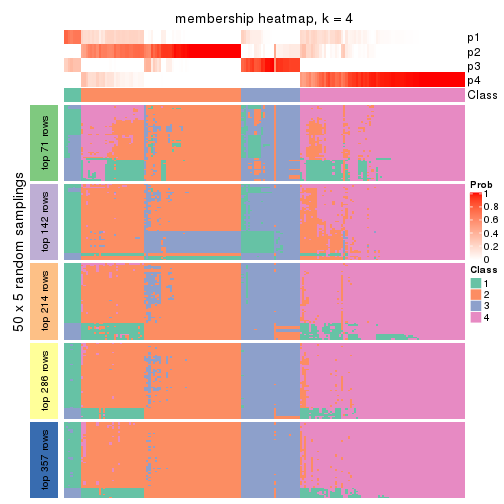 membership heatmap, k = 4
p1
p2
p3
p4
Class
50 x 5 random samplings
top 71 rows
top 142 rows
top 214 rows
top 286 rows
top 357 rows
Prob
1
0.8
0.6
0.4
0.2
0
Class
1
2
3
4